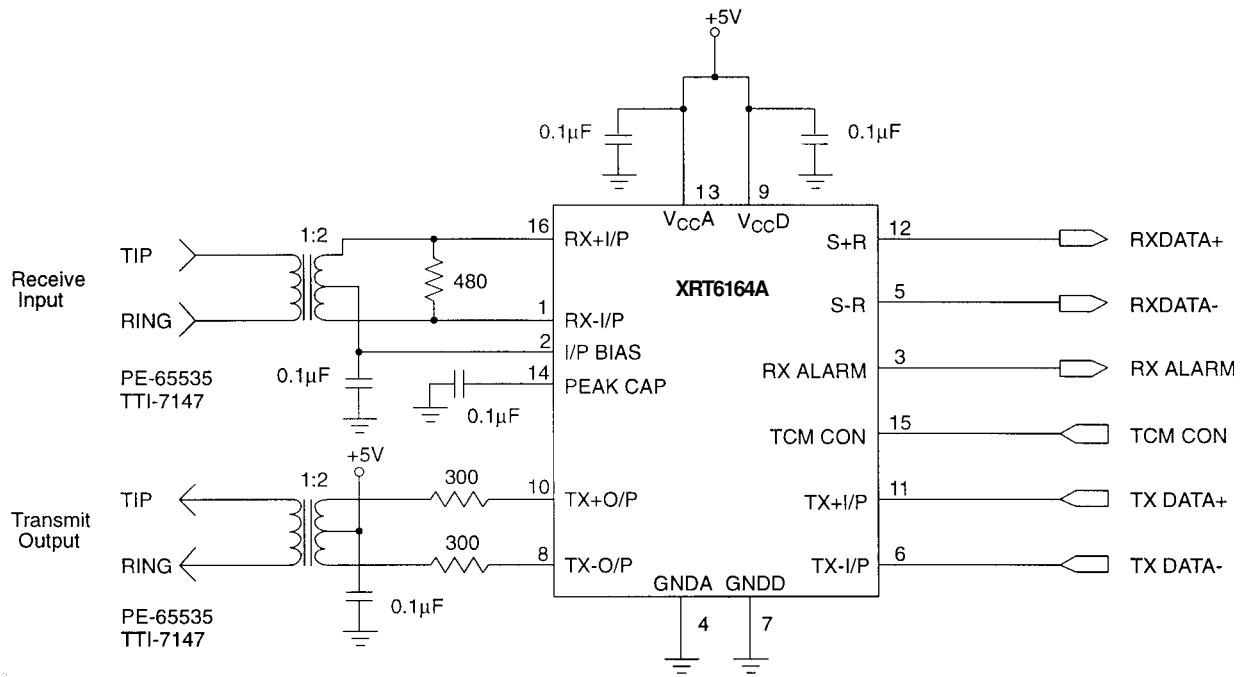 +5V
0.1µF
0.1µF
13
9
VCCA
VCCD
Receive
Input
TIP
RING
1:2
480
16
RX+I/P
1
RX-I/P
2
I/P BIAS
14
PEAK CAP
0.1µF
0.1µF
PE-65535
TTI-7147
XRT6164A
S+R
12
RXDATA+
S-R
5
RXDATA-
RX ALARM
3
RX ALARM
TCM CON
15
TCM CON
TX+I/P
11
TX DATA+
TX-I/P
6
TX DATA-
Transmit
Output
TIP
RING
1:2
+5V
300
10
TX+O/P
300
8
TX-O/P
0.1µF
PE-65535
TTI-7147
GNDA
GNDD
4
7